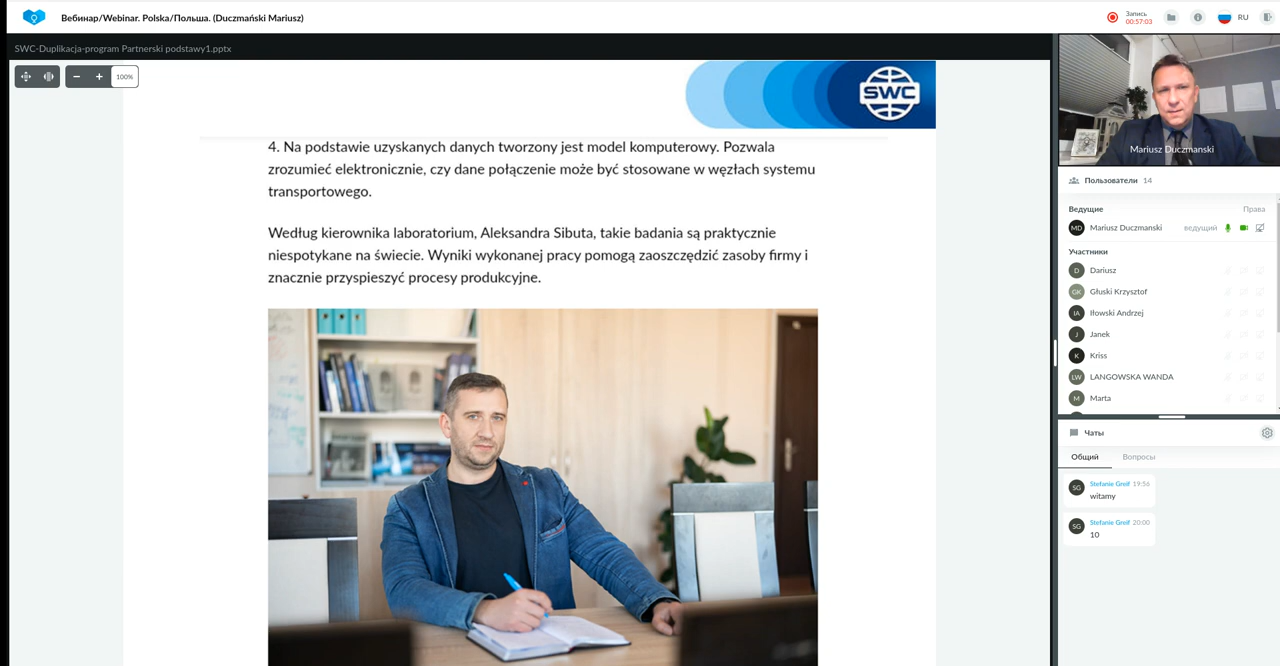 Вебинар/Webinar. Polska/Польша. (Duczmański Mariusz)
Запись
00:57:03
RU
SWC-Duplikacja-program Partnerski podstawy1.pptx
100%
SWC
4. Na podstawie uzyskanych danych tworzony jest model komputerowy. Pozwala
zrozumieć elektronicznie, czy dane połączenie może być stosowane w węzłach systemu
transportowego.
Według kierownika laboratorium, Aleksandra Sibuta, takie badania są praktycznie
niespotykane na świecie. Wyniki wykonanej pracy pomogą zaoszczędzić zasoby firmy i
znacznie przyspieszyć procesy produkcyjne.
Mariusz Duczmanski
Пользователи 14
Ведущие Права
MD Mariusz Duczmanski ведущий
Участники
D Dariusz
GK Głuski Krzysztof
IA Iłowski Andrzej
J Janek
K Kriss
LW LANGOWSKA WANDA
M Marta
Чаты
Общий Вопросы
SG Stefanie Greif 19:56
witamy
SG Stefanie Greif 20:00
10